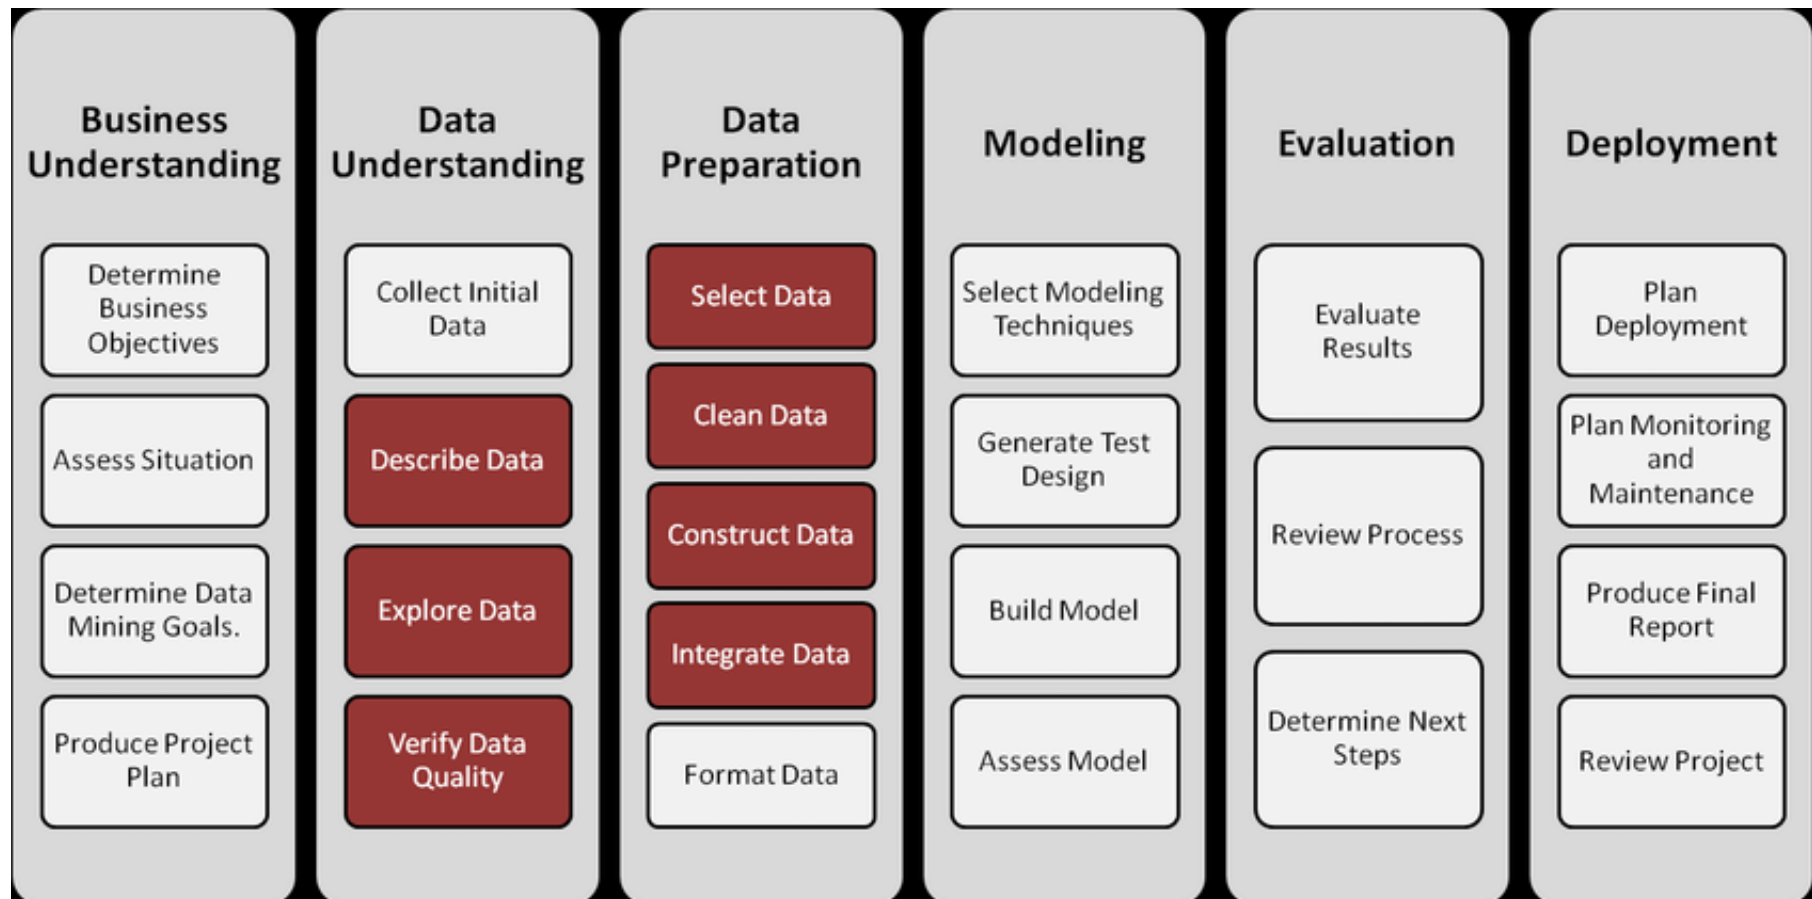 Business
Understanding
Determine
Business
Objectives
Assess Situation
Determine Data
Mining Goals.
Produce Project
Plan
Data
Understanding
Collect Initial
Data
Describe Data
Explore Data
Verify Data
Quality
Data
Preparation
Select Data
Clean Data
Construct Data
Integrate Data
Format Data
Modeling
Select Modeling
Techniques
Generate Test
Design
Build Model
Assess Model
Evaluation
Evaluate
Results
Review Process
Determine Next
Steps
Deployment
Plan
Deployment
Plan Monitoring
and
Maintenance
Produce Final
Report
Review Project